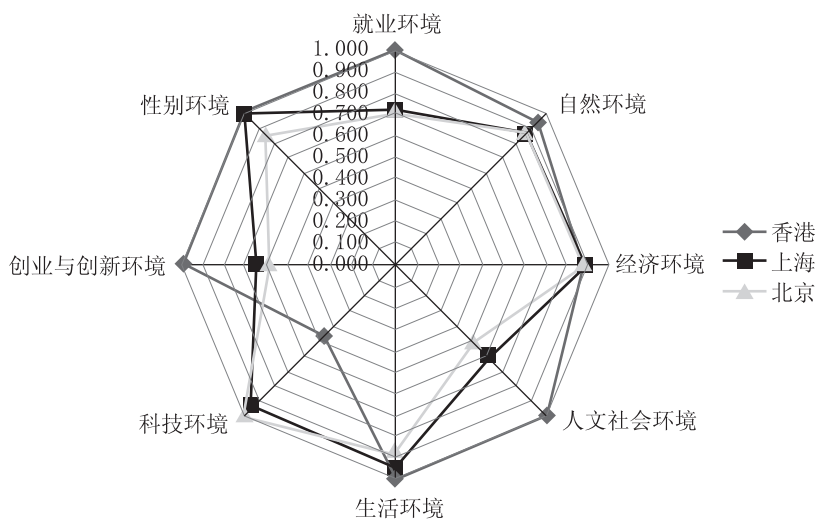 就业环境
1.000
0.900
0.800
0.700
0.600
0.500
0.400
0.300
0.200
0.100
0.000
自然环境
经济环境
人文社会环境
生活环境
科技环境
创业与创新环境
性别环境
香港
上海
北京